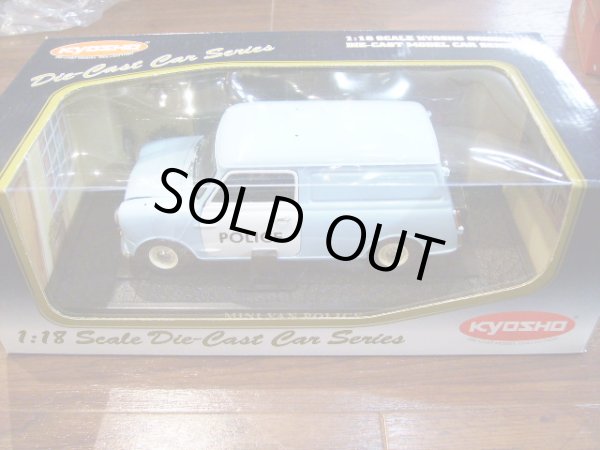 KYOSHO
Die-Cast Car Series
1:18 SCALE KYOSHO
DIE-CAST MODEL CAR
SOLD OUT
POLICE
MINI VAN POLICE
1:18 Scale Die-Cast Car Series
KYOSHO